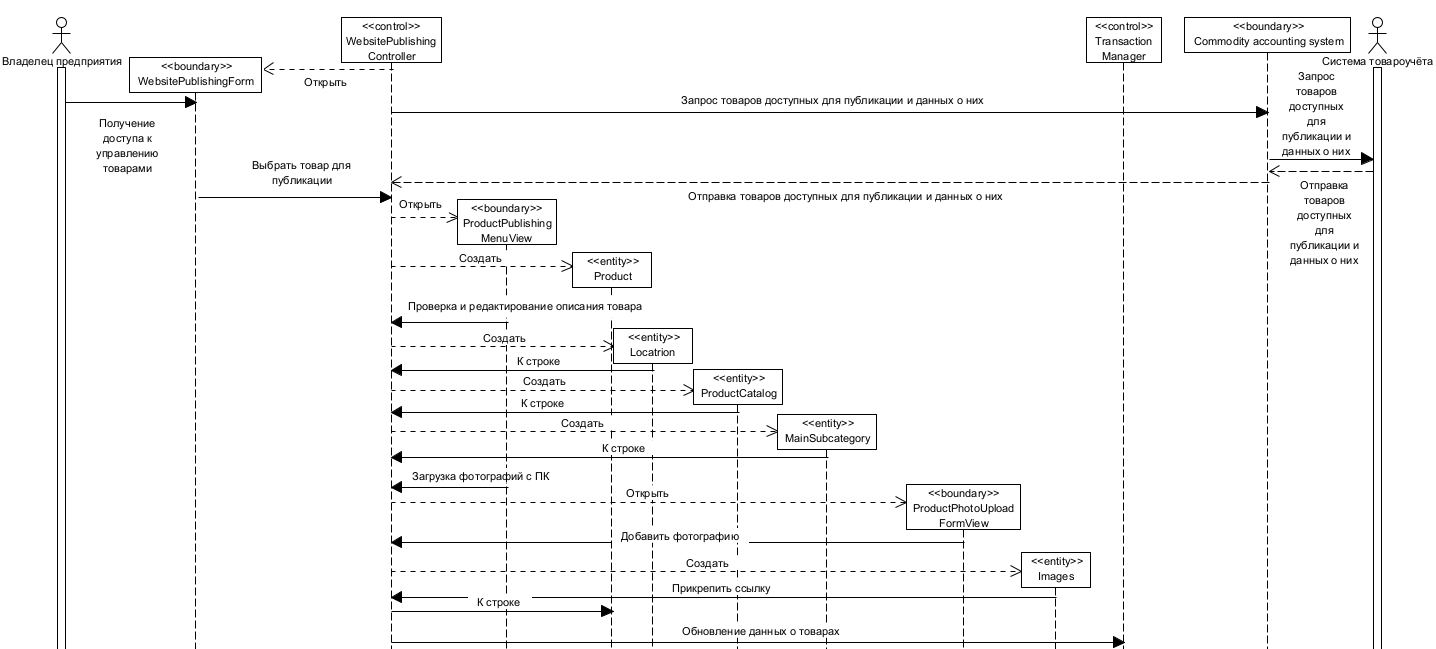 <<control>>
WebsitePublishing
Controller
<<control>>
Transaction
Manager
<<boundary>>
Commodity accounting system
Владелец предприятия
<<boundary>>
WebsitePublishingForm
Система товароучёта
Открыть
Запрос товаров доступных для публикации и данных о них
Запрос
товаров
доступных
для
публикации и
данных о них
Получение
доступа к
управлению
товарами
Выбрать товар для
публикации
Отправка товаров доступных для публикации и данных о них
Отправка
товаров
доступных
для
публикации и
данных о них
Открыть
<<boundary>>
ProductPublishing
MenuView
Создать
<<entity>>
Product
Проверка и редактирование описания товара
Создать
<<entity>>
Locatrion
К строке
Создать
<<entity>>
ProductCatalog
К строке
Создать
<<entity>>
MainSubcategory
К строке
Загрузка фотографий с ПК
Открыть
<<boundary>>
ProductPhotoUpload
FormView
Добавить фотографию
Создать
<<entity>>
Images
Прикрепить ссылку
К строке
Обновление данных о товарах